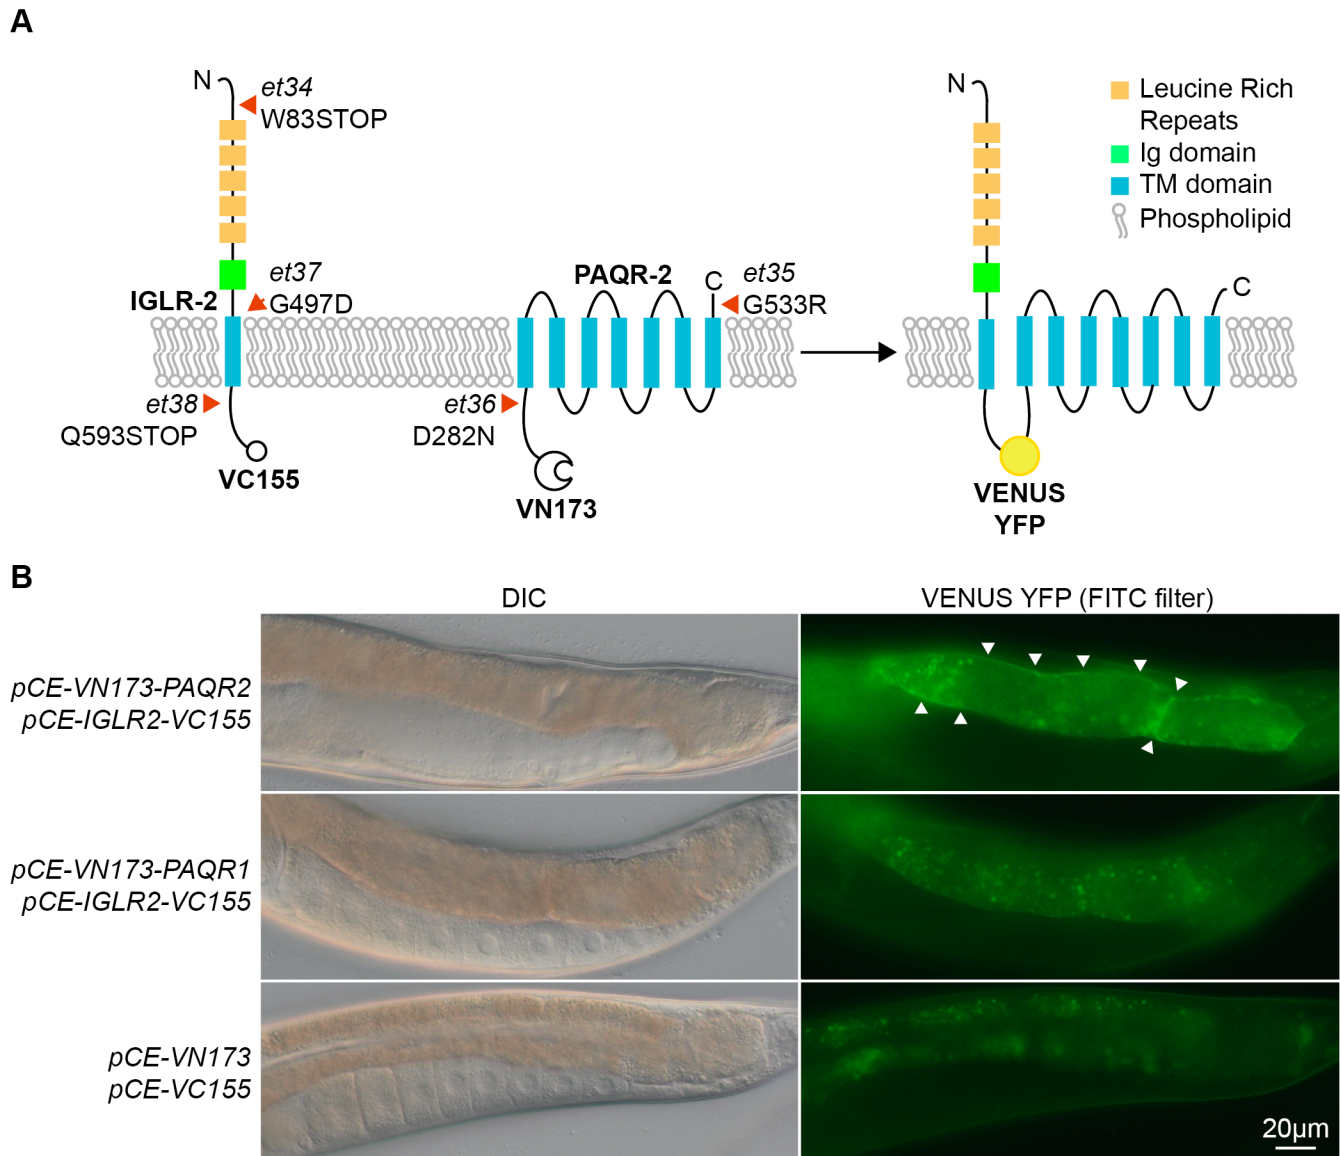 A
N
et34
W83STOP
et37
G497D
IGLR-2
et38
Q593STOP
VC155
PAQR-2
C
et35
G533R
et36
D282N
VN173
N
C
VENUS
YFP
Leucine Rich
Repeats
Ig domain
TM domain
Phospholipid
B
DIC
VENUS YFP (FITC filter)
pCE-VN173-PAQR2
pCE-IGLR2-VC155
pCE-VN173-PAQR1
pCE-IGLR2-VC155
pCE-VN173
pCE-VC155
20µm